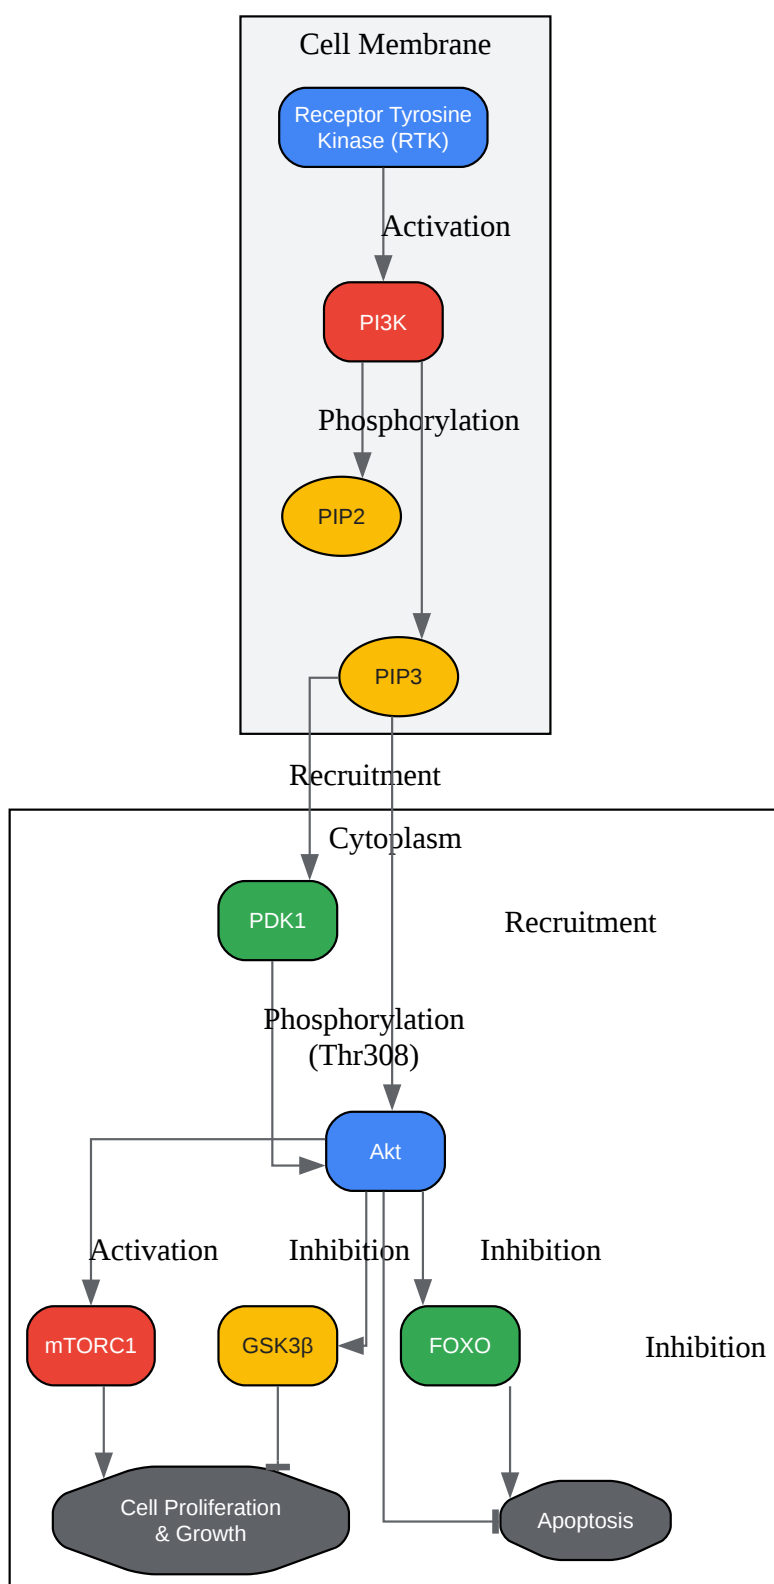 Cell Membrane
Receptor Tyrosine
Kinase (RTK)
Activation
PI3K
Phosphorylation
PIP2
PIP3
Recruitment
Cytoplasm
PDK1
Recruitment
Phosphorylation
(Thr308)
Akt
Activation
Inhibition
Inhibition
mTORC1
GSK3β
FOXO
Inhibition
Cell Proliferation
& Growth
Apoptosis